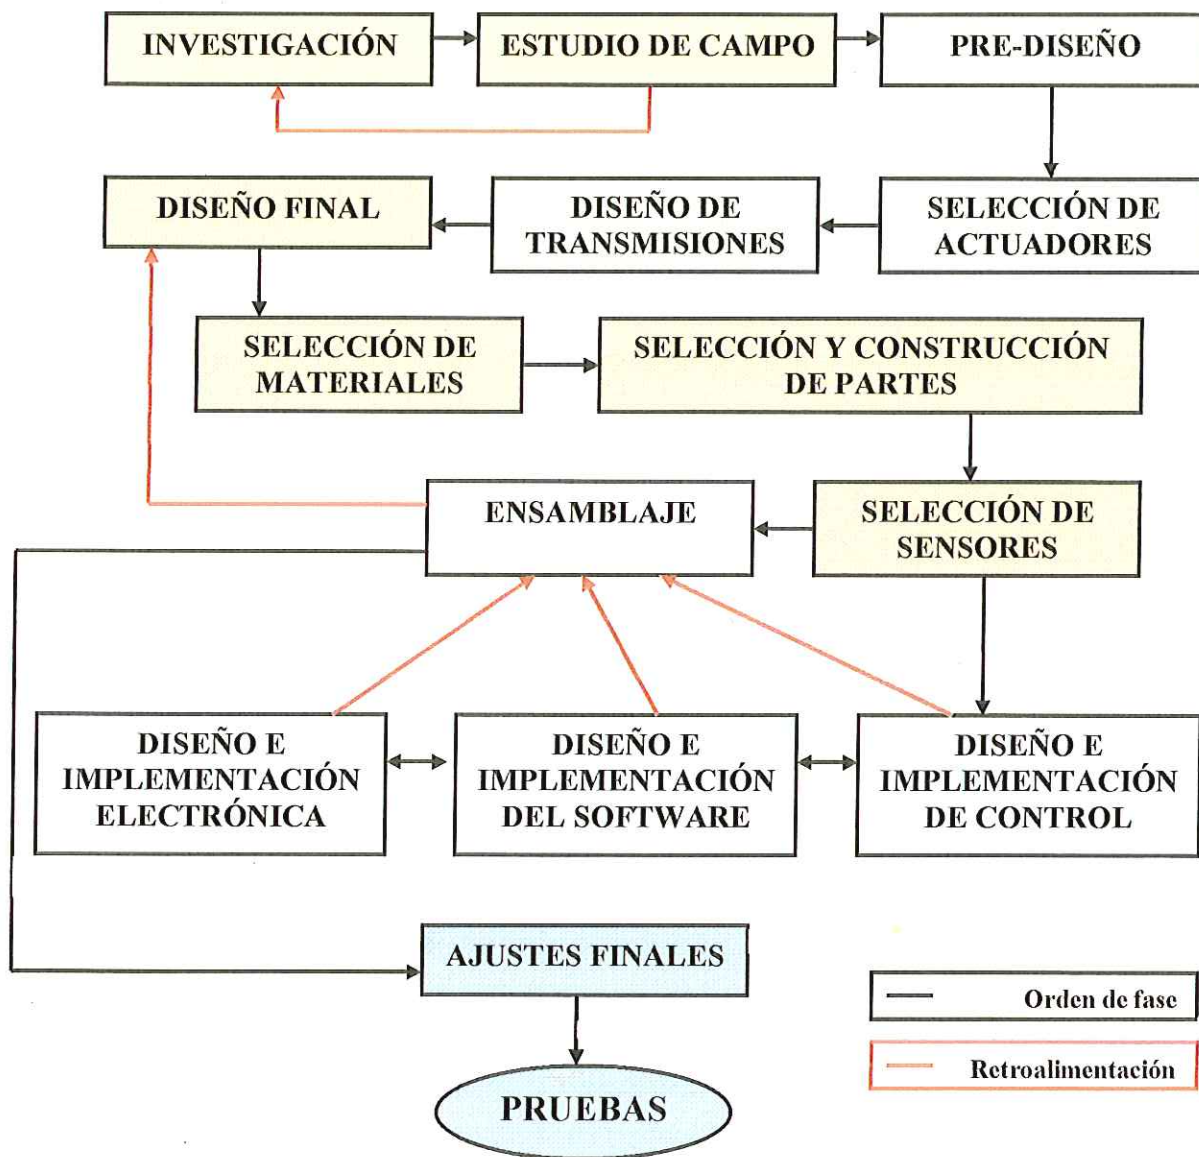 INVESTIGACIÓN
ESTUDIO DE CAMPO
PRE-DISEÑO
DISEÑO FINAL
DISEÑO DE
TRANSMISIONES
SELECCIÓN DE
ACTUADORES
SELECCIÓN DE
MATERIALES
SELECCIÓN Y CONSTRUCCIÓN
DE PARTES
ENSAMBLAJE
SELECCIÓN DE
SENSORES
DISEÑO E
IMPLEMENTACIÓN
ELECTRÓNICA
DISEÑO E
IMPLEMENTACIÓN
DEL SOFTWARE
DISEÑO E
IMPLEMENTACIÓN
DE CONTROL
AJUSTES FINALES
Orden de fase
Retroalimentación
PRUEBAS